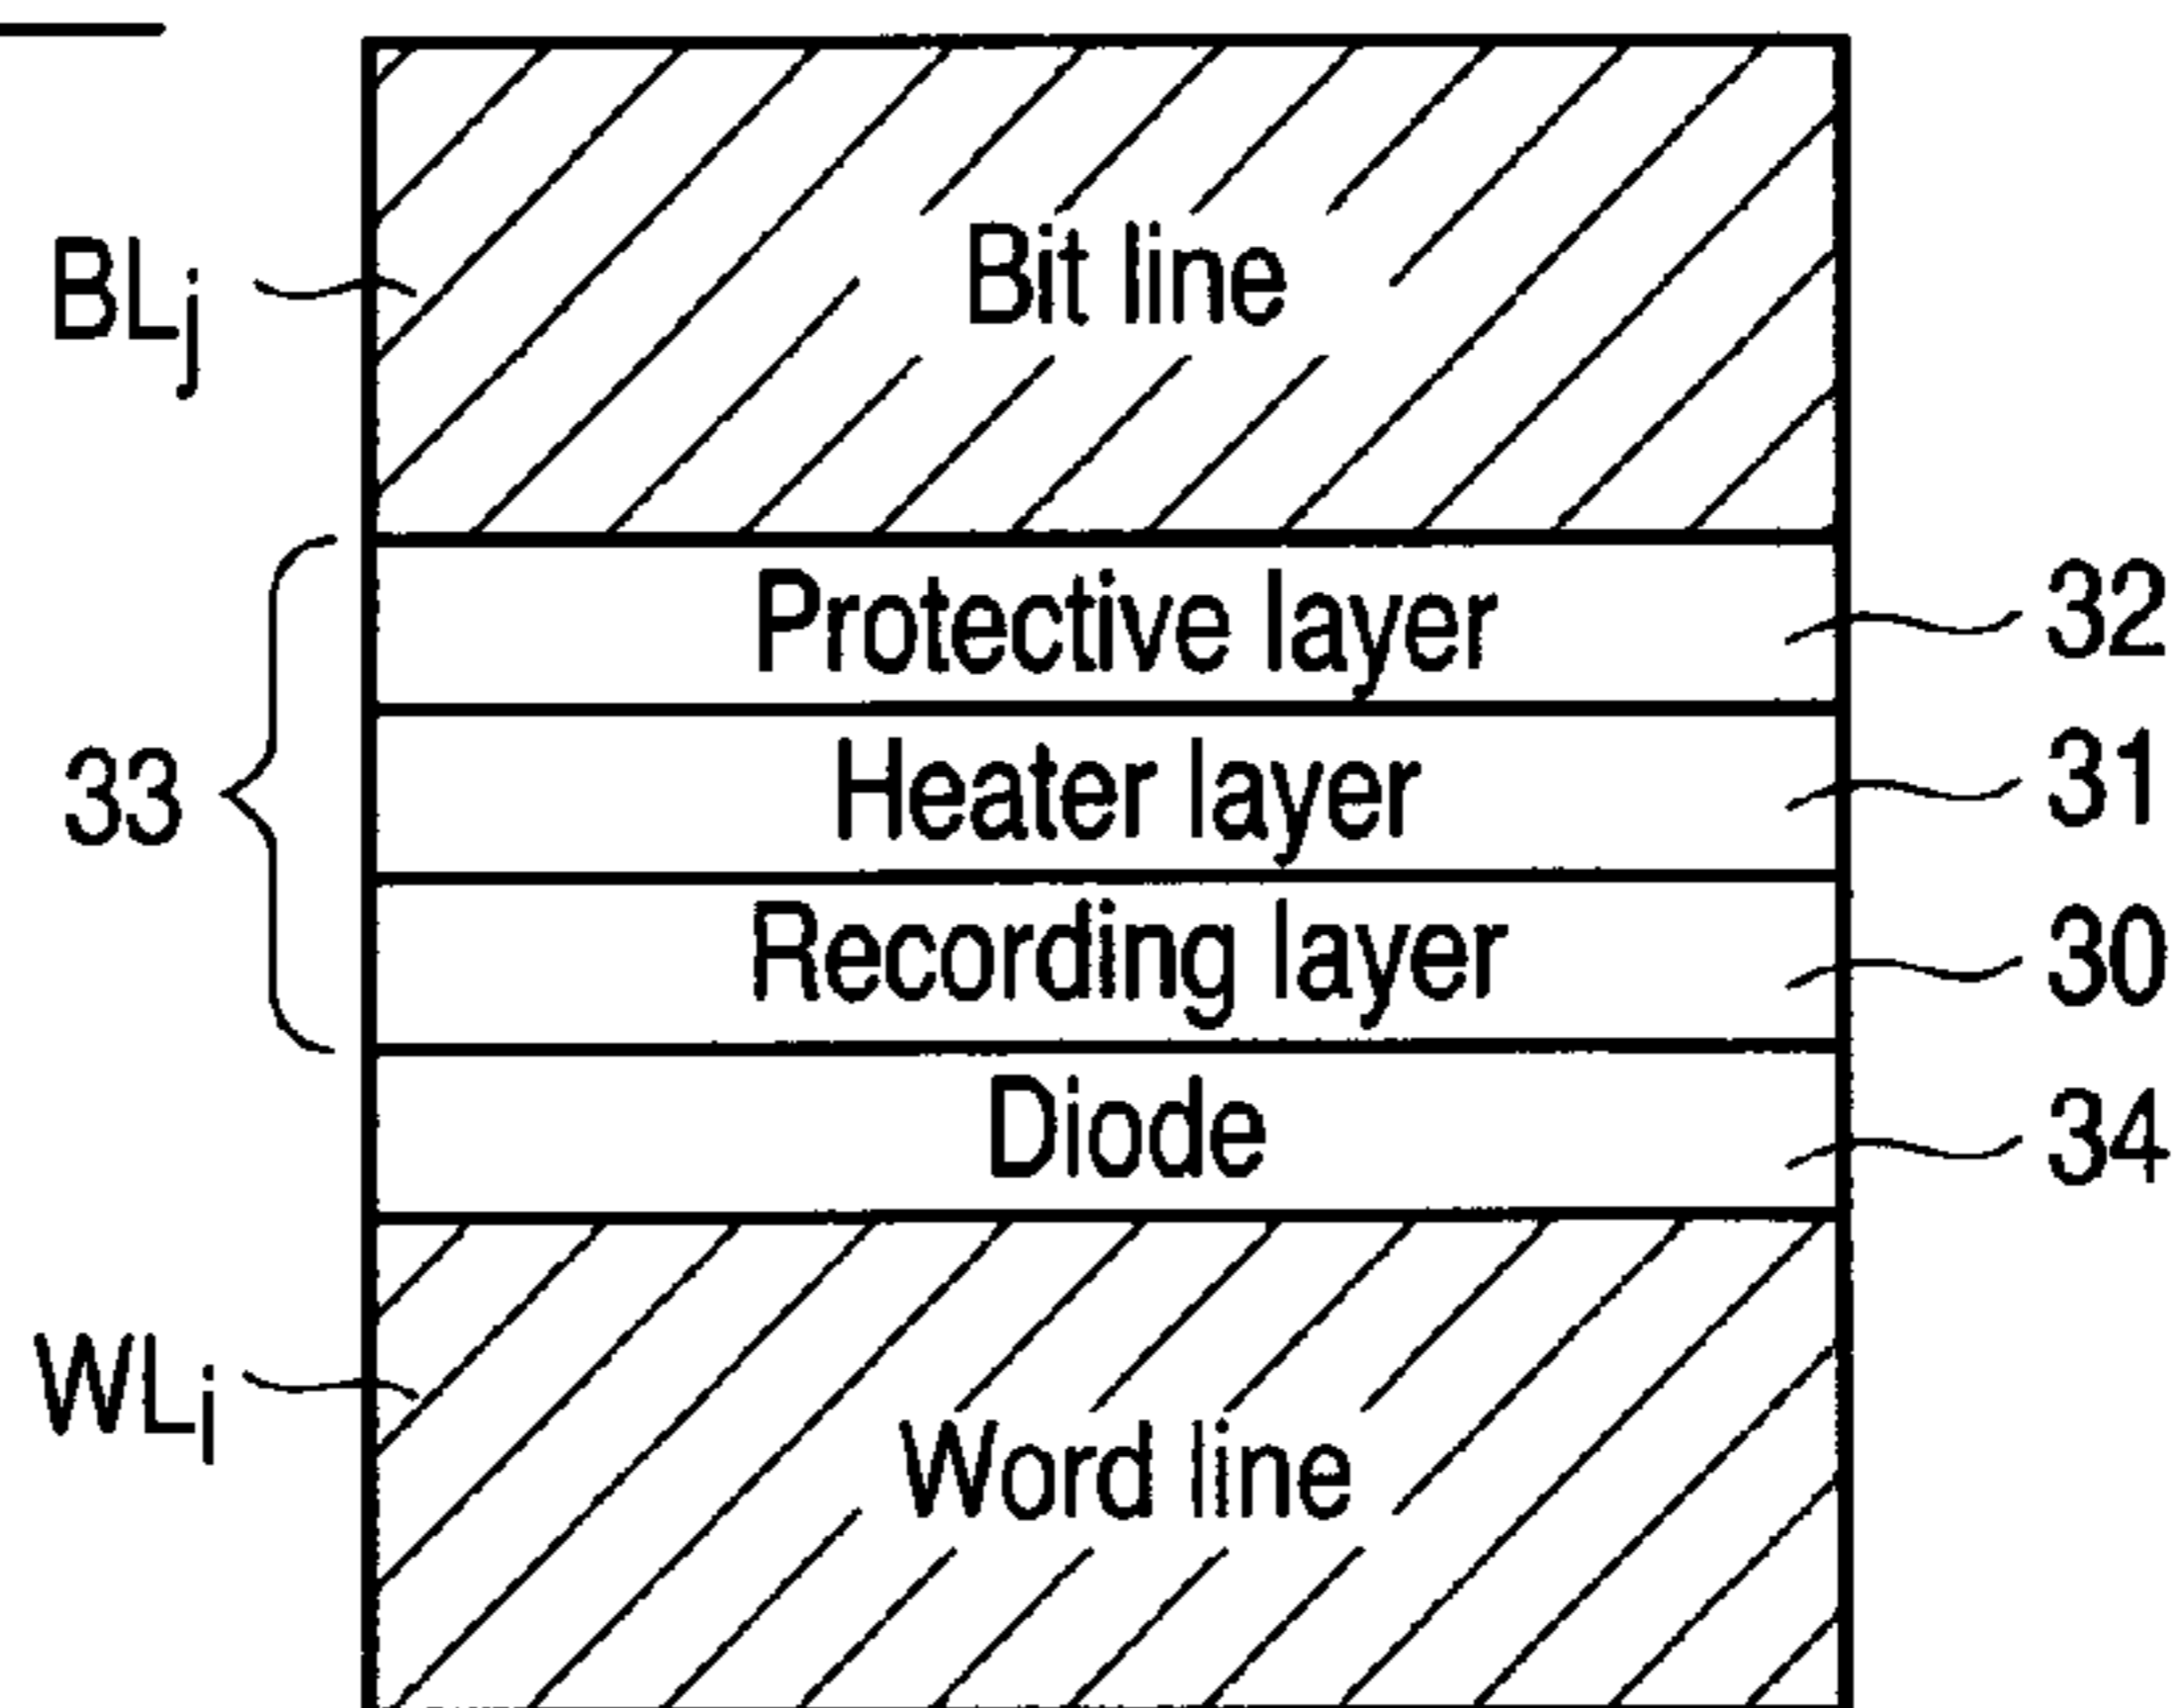 Bit line
BLj
Protective layer
32
33
Heater layer
31
Recording layer
30
Diode
34
WLi
Word line